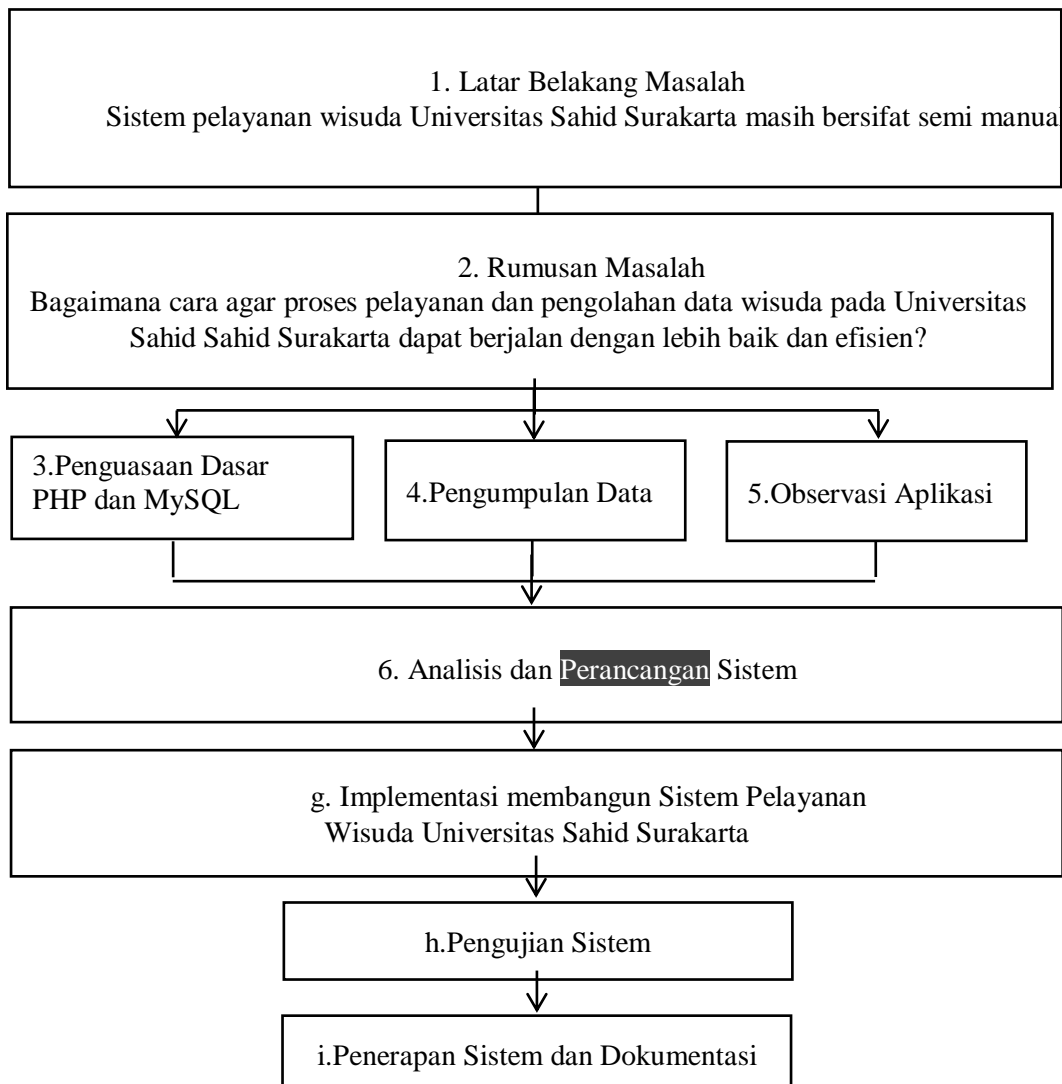 1. Latar Belakang Masalah
Sistem pelayanan wisuda Universitas Sahid Surakarta masih bersifat semi manua
2. Rumusan Masalah
Bagaimana cara agar proses pelayanan dan pengolahan data wisuda pada Universitas
Sahid Sahid Surakarta dapat berjalan dengan lebih baik dan efisien?
3.Penguasaan Dasar
PHP dan MySQL
4.Pengumpulan Data
5.Observasi Aplikasi
6. Analisis dan Perancangan Sistem
g. Implementasi membangun Sistem Pelayanan
Wisuda Universitas Sahid Surakarta
h.Pengujian Sistem
i.Penerapan Sistem dan Dokumentasi